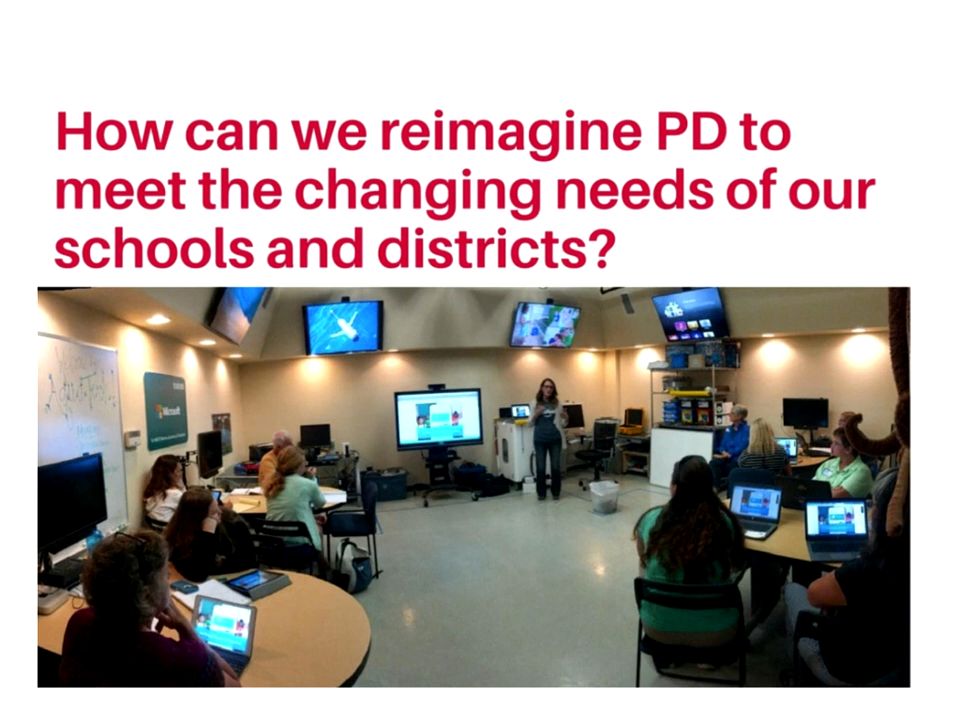 How can we reimagine PD to
meet the changing needs of our
schools and districts?
Microsoft